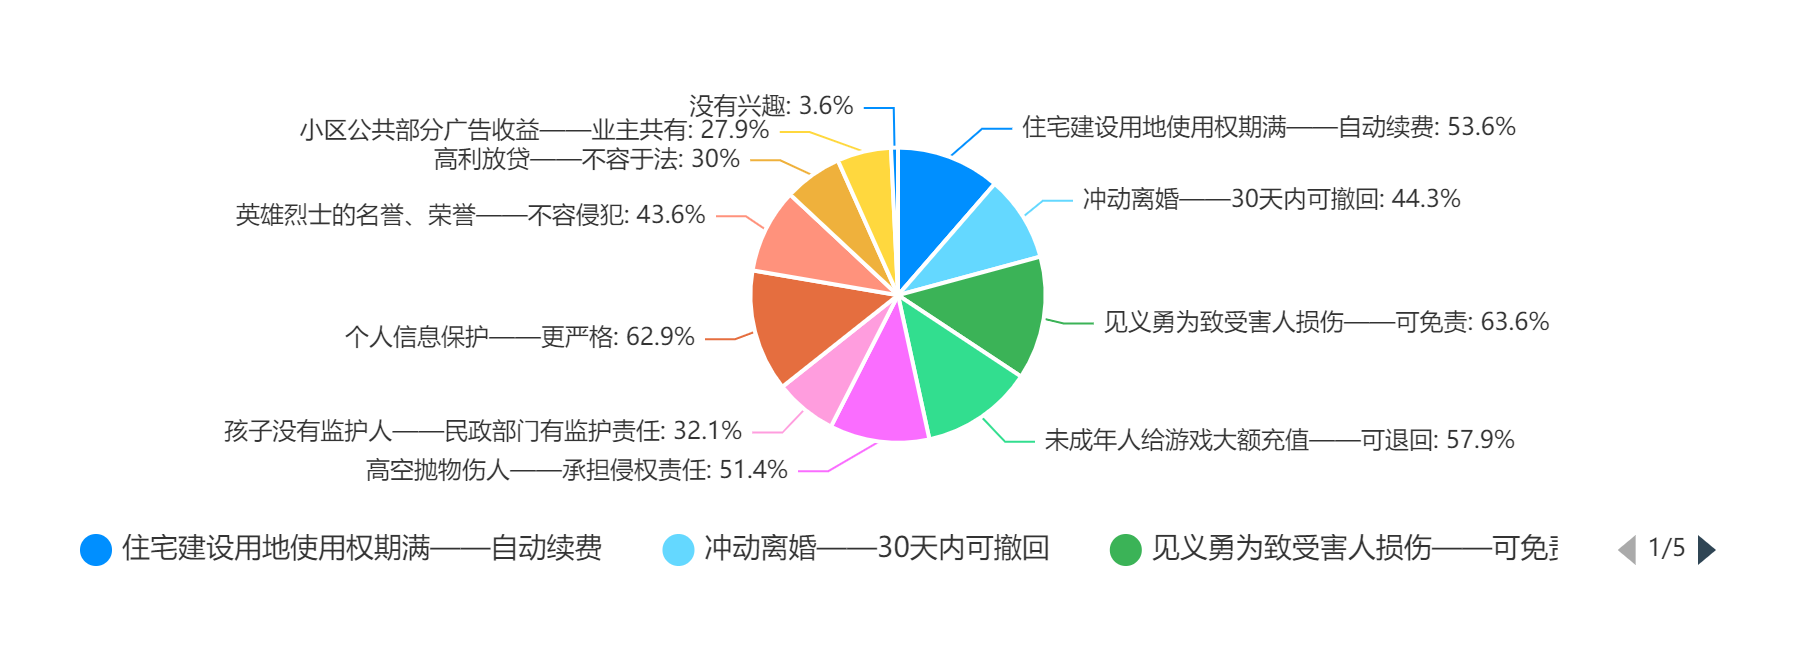 没有兴趣: 3.6%
小区公共部分广告收益——业主共有: 27.9%
高利放贷——不容于法: 30%
英雄烈士的名誉、荣誉——不容侵犯: 43.6%
个人信息保护——更严格: 62.9%
孩子没有监护人——民政部门有监护责任: 32.1%
高空抛物伤人——承担侵权责任: 51.4%
住宅建设用地使用权期满——自动续费: 53.6%
冲动离婚——30天内可撤回: 44.3%
见义勇为致受害人损伤——可免责: 63.6%
未成年人给游戏大额充值——可退回: 57.9%
住宅建设用地使用权期满——自动续费
冲动离婚——30天内可撤回
见义勇为致受害人损伤——可免
1/5